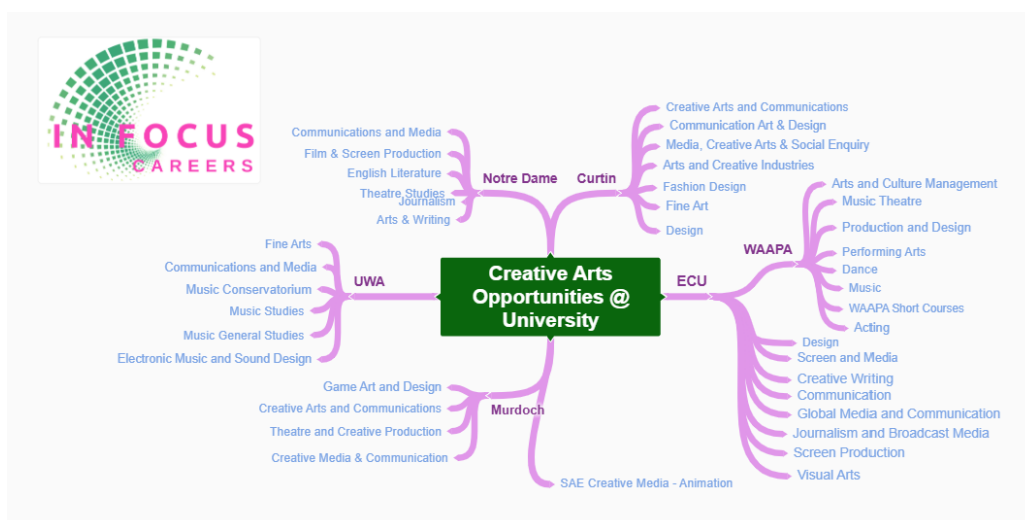 IN FOCUS
CAREERS
Creative Arts
Opportunities @
University
Notre Dame
Communications and Media
Film & Screen Production
English Literature
Theatre Studies
Journalism
Arts & Writing
Curtin
Creative Arts and Communications
Communication Art & Design
Media, Creative Arts & Social Enquiry
Arts and Creative Industries
Fashion Design
Fine Art
Design
UWA
Fine Arts
Communications and Media
Music Conservatorium
Music Studies
Music General Studies
Electronic Music and Sound Design
ECU
WAAPA
Arts and Culture Management
Music Theatre
Production and Design
Performing Arts
Dance
Music
WAAPA Short Courses
Acting
Design
Screen and Media
Creative Writing
Communication
Global Media and Communication
Journalism and Broadcast Media
Screen Production
Visual Arts
Murdoch
Game Art and Design
Creative Arts and Communications
Theatre and Creative Production
Creative Media & Communication
SAE Creative Media - Animation